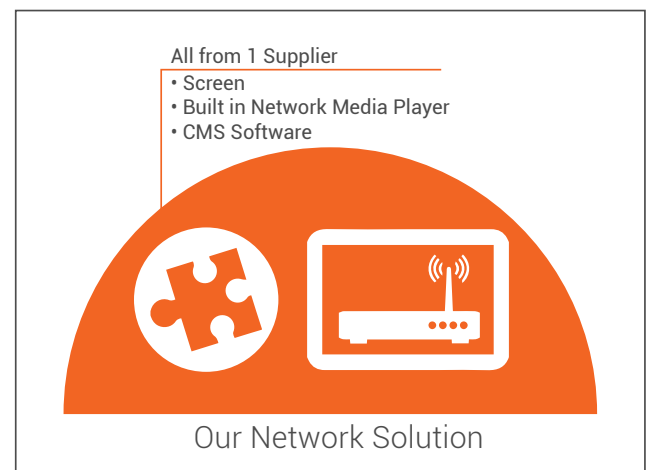 All from 1 Supplier
• Screen
• Built in Network Media Player
• CMS Software
Our Network Solution